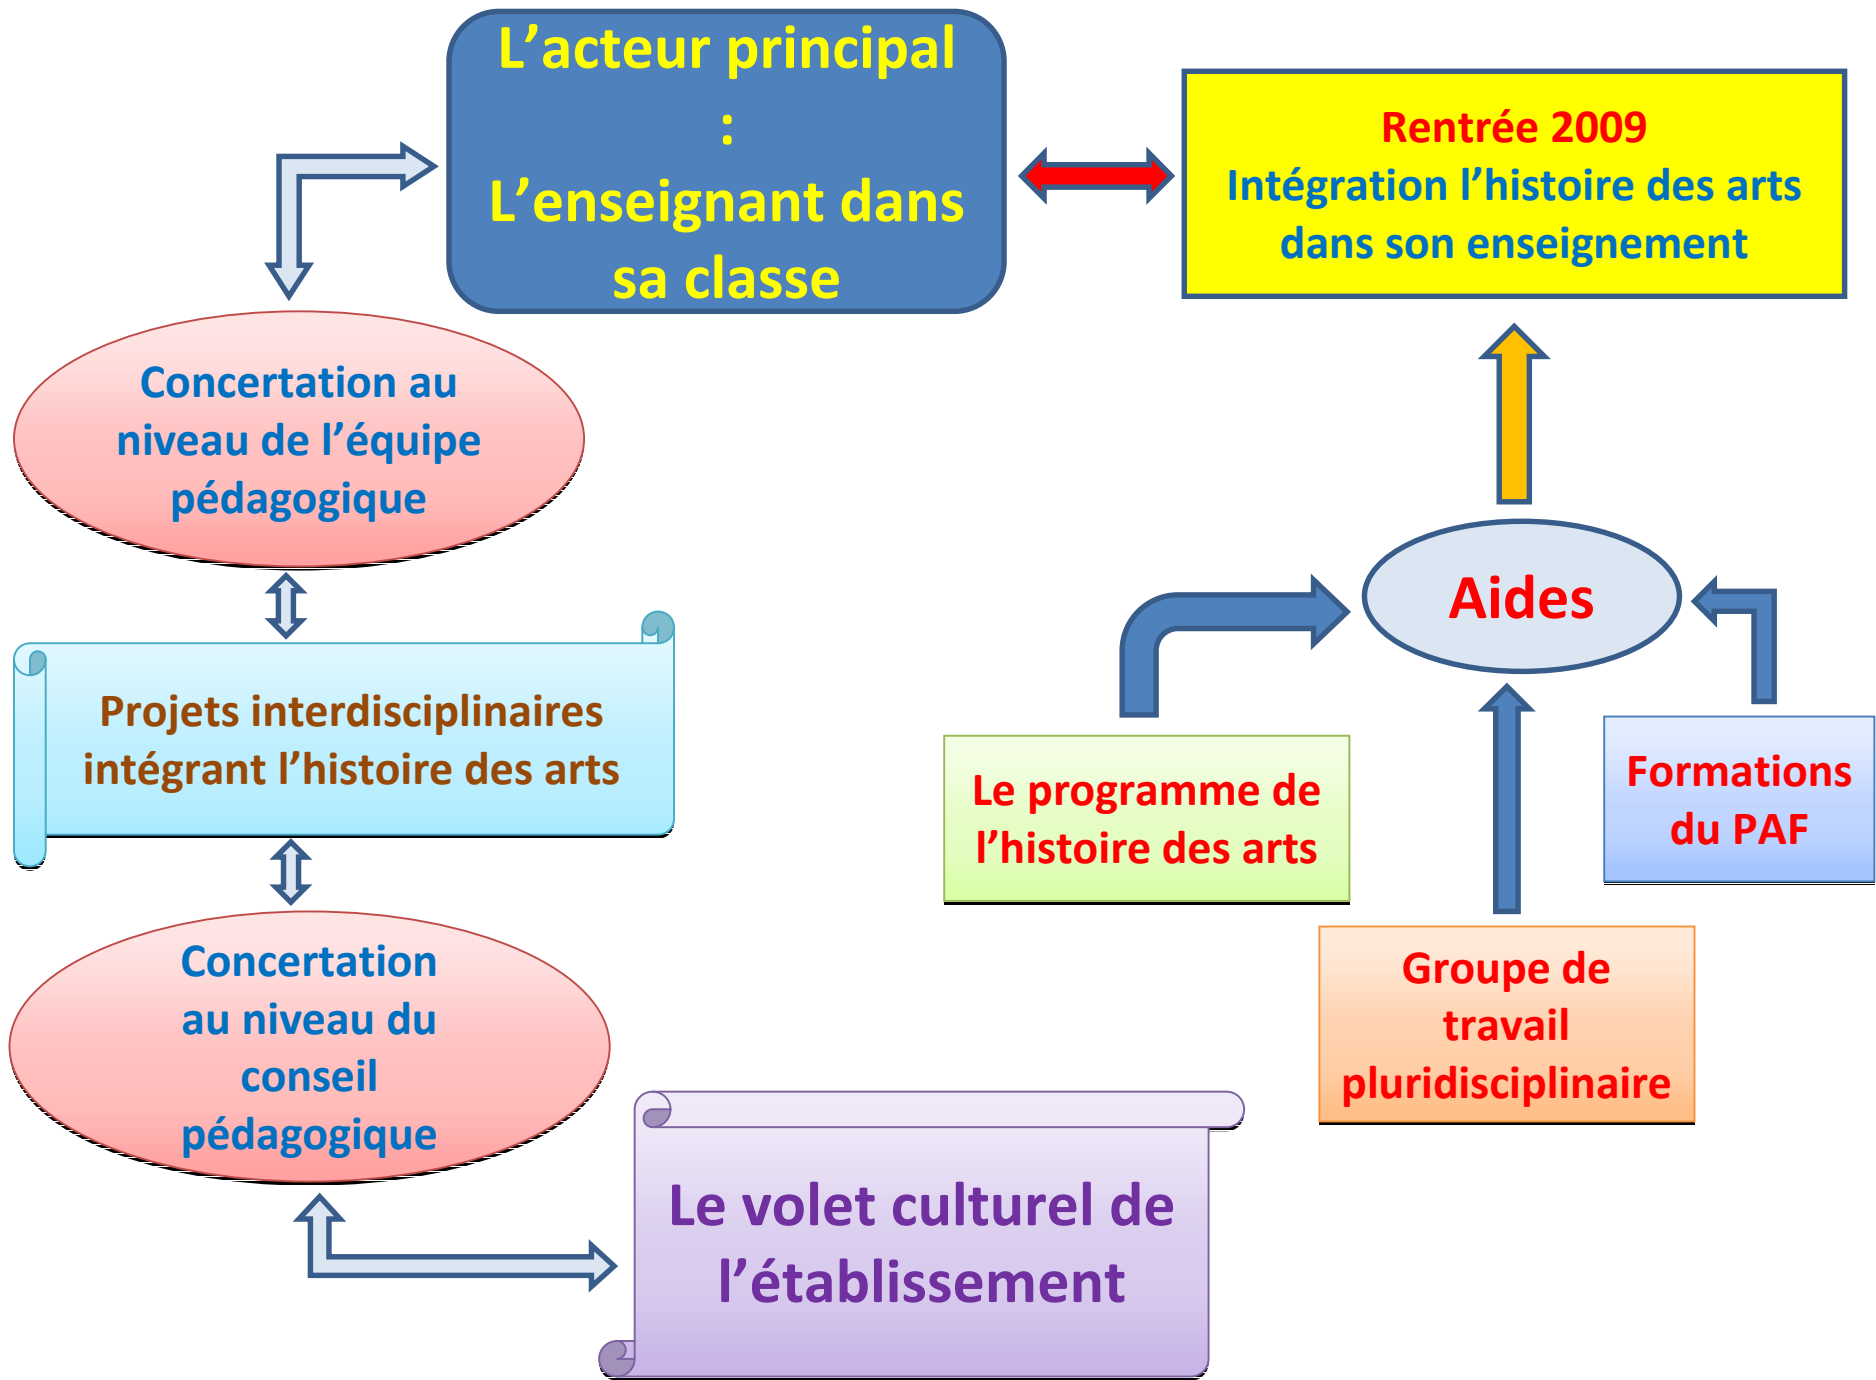 L’acteur principal
:
L’enseignant dans
sa classe
Rentrée 2009
Intégration l’histoire des arts
dans son enseignement
Concertation au
niveau de l’équipe
pédagogique
Aides
Projets interdisciplinaires
intégrant l’histoire des arts
Le programme de
l’histoire des arts
Formations
du PAF
Groupe de
travail
pluridisciplinaire
Concertation
au niveau du
conseil
pédagogique
Le volet culturel de
l’établissement